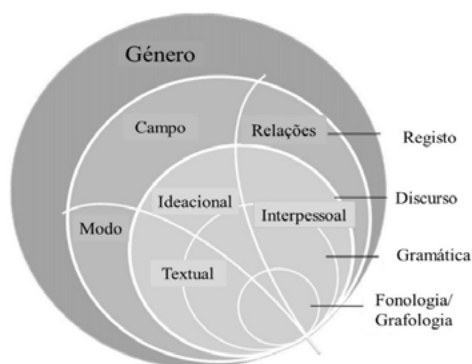 Género
Campo
Relações
Registo
Ideacional
Discurso
Interpessoal
Modo
Gramática
Textual
Fonologia/
Grafologia